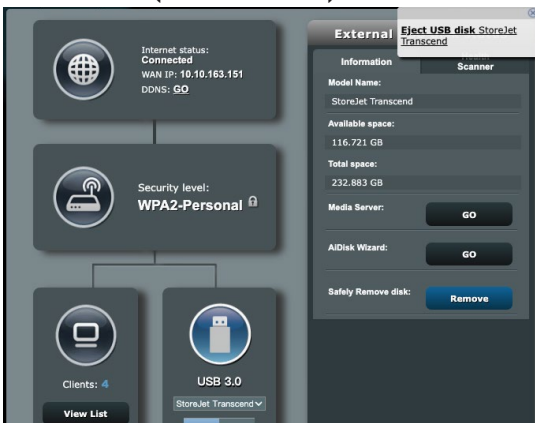 Internet status:
Connected
WAN IP: 10.10.163.151
DDNS: GO
Security level:
WPA2-Personal
Clients: 4
View List
USB 3.0
StoreJet Transcend
External
Eject USB disk StoreJet
Transcend
Information
Scanner
Model Name:
StoreJet Transcend
Available space:
116.721 GB
Total space:
232.883 GB
Media Server:
GO
AiDisk Wizard:
GO
Safely Remove disk:
Remove